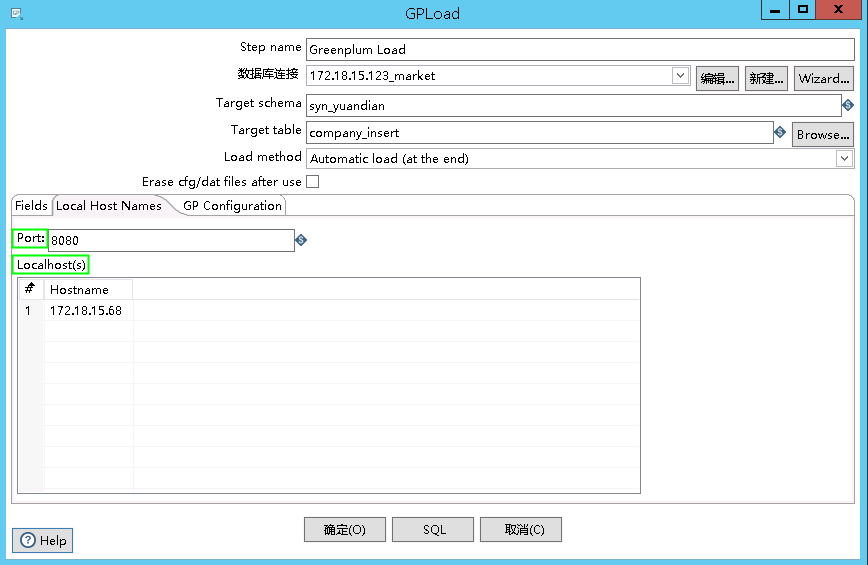 GPLoad
Step name Greenplum Load
数据库连接 172.18.15.123_market 编辑... 新建... Wizard...
Target schema syn_yuandian
Target table company_insert Browse...
Load method Automatic load (at the end)
Erase cfg/dat files after use
Fields Local Host Names GP Configuration
Port: 8080
Localhost(s)
# Hostname
1 172.18.15.68
确定(O) SQL 取消(C)
Help